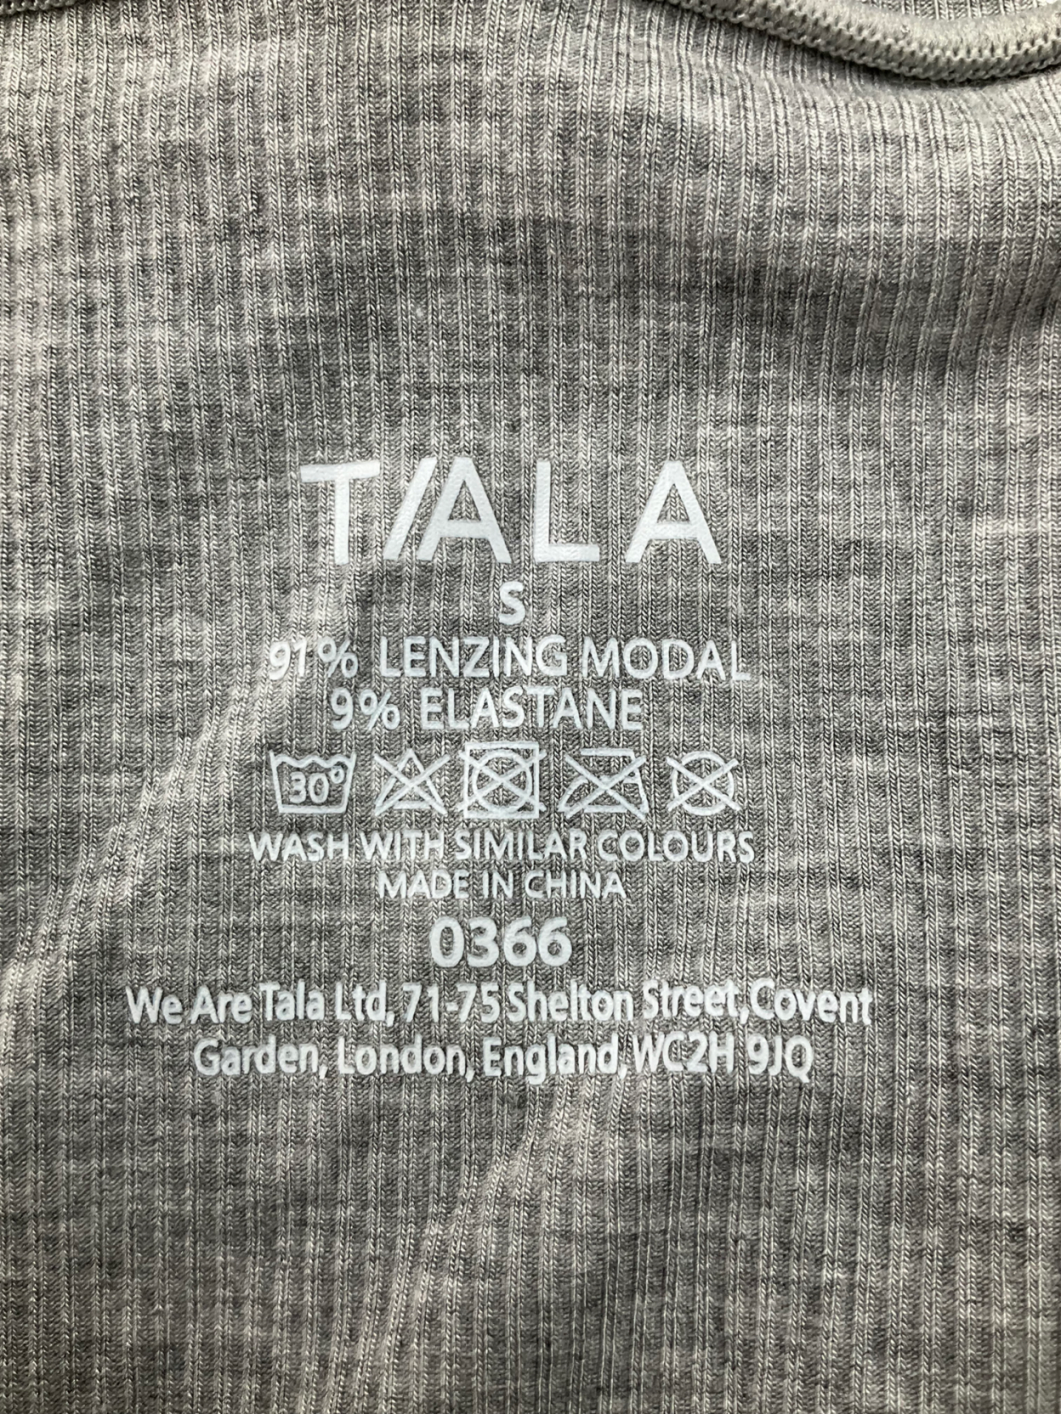 T/ALA
S
91% LENZING MODAL
9% ELASTANE
30°
WASH WITH SIMILAR COLOURS
MADE IN CHINA
0366
We Are Tala Ltd, 71-75 Shelton Street, Covent
Garden, London, England, WC2H 9JQ